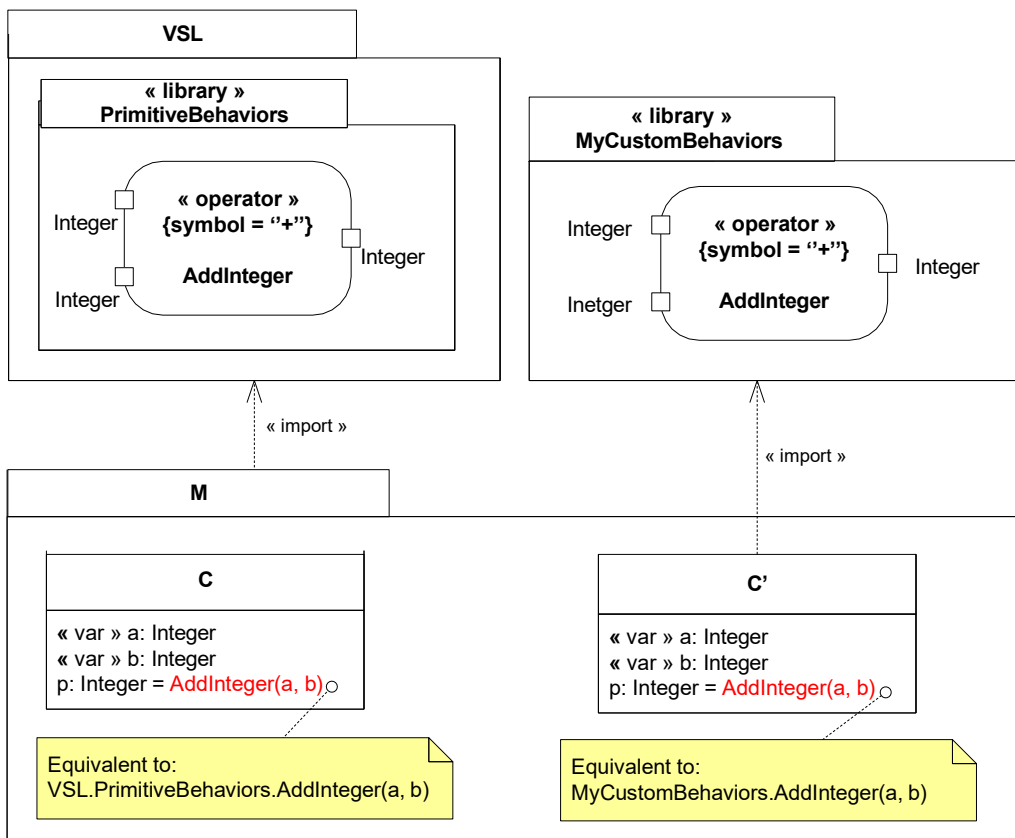 VSL
« library »
PrimitiveBehaviors
« operator »
{symbol = ‘’+’’}
AddInteger
Integer
Integer
Integer
« library »
MyCustomBehaviors
« operator »
{symbol = ‘’+’’}
AddInteger
Integer
Inetger
Integer
« import »
« import »
M
C
« var » a: Integer
« var » b: Integer
p: Integer = AddInteger(a, b)
Equivalent to:
VSL.PrimitiveBehaviors.AddInteger(a, b)
C’
« var » a: Integer
« var » b: Integer
p: Integer = AddInteger(a, b)
Equivalent to:
MyCustomBehaviors.AddInteger(a, b)